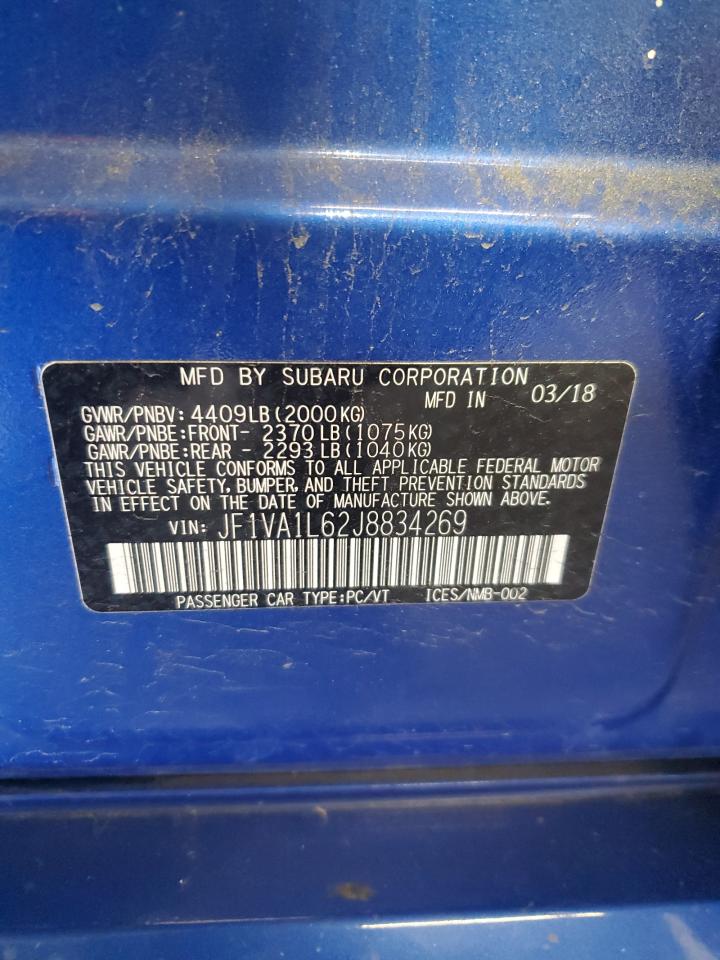 MFD BY SUBARU CORPORATION
MFD IN 03/18
GVWR/PNBV: 4409LB(2000KG)
GAWR/PNBE:FRONT- 2370LB(1075KG)
GAWR/PNBE:REAR - 2293LB(1040KG)
THIS VEHICLE CONFORMS TO ALL APPLICABLE FEDERAL MOTOR
VEHICLE SAFETY, BUMPER, AND THEFT PREVENTION STANDARDS
IN EFFECT ON THE DATE OF MANUFACTURE SHOWN ABOVE.
VIN: JF1VA1L62J8834269
PASSENGER CAR TYPE:PC/VT ICES/NMB-002